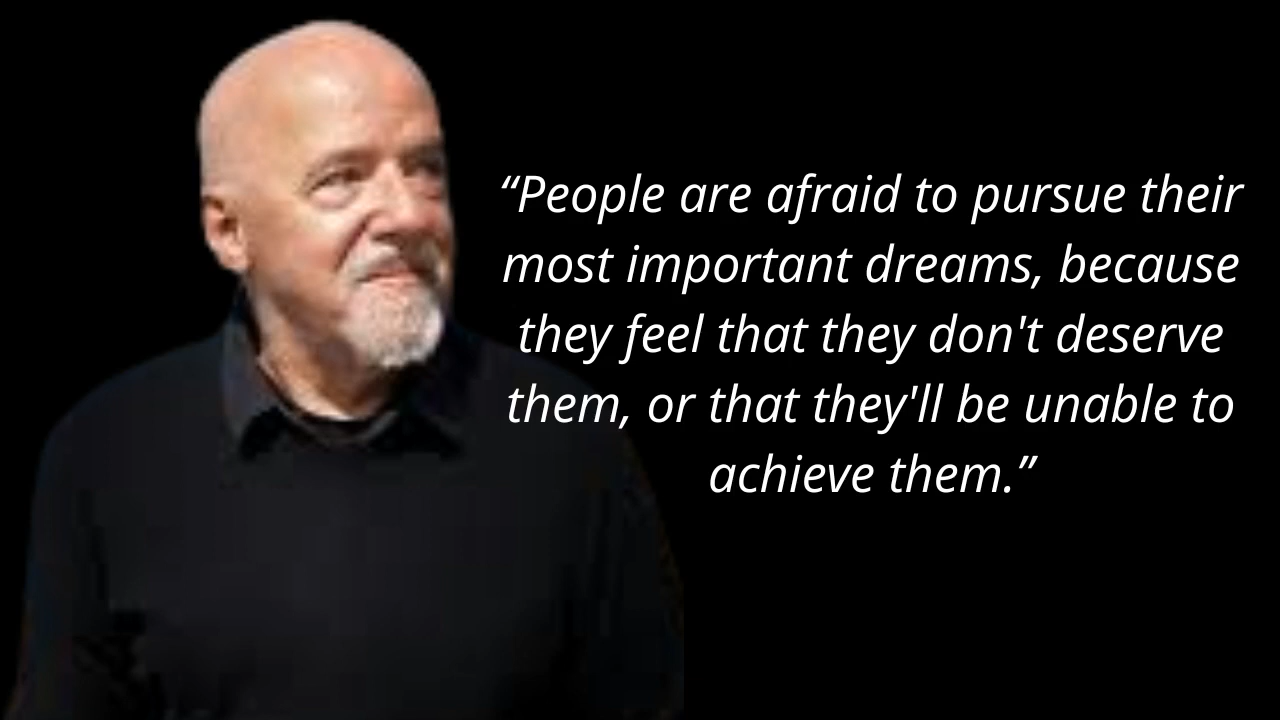 “People are afraid to pursue their
most important dreams, because
they feel that they don't deserve
them, or that they'll be unable to
achieve them.”